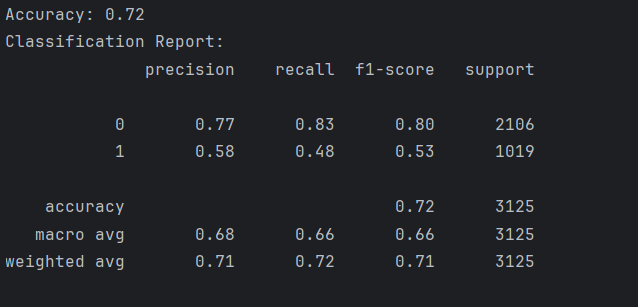 Accuracy: 0.72
Classification Report:
precision recall f1-score support
0 0.77 0.83 0.80 2106
1 0.58 0.48 0.53 1019
accuracy 0.72 3125
macro avg 0.68 0.66 0.66 3125
weighted avg 0.71 0.72 0.71 3125